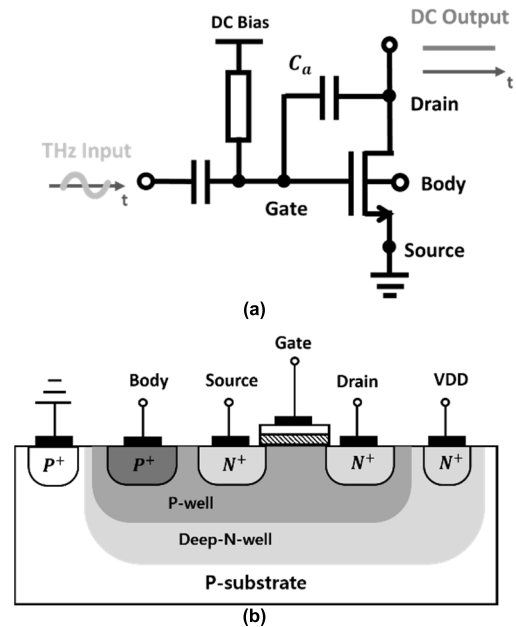 DC Bias
DC Output
C_a
t
Drain
THz Input
t
Body
Gate
Source
(a)
Gate
Body
Source
Drain
VDD
P⁺
P⁺
N⁺
N⁺
N⁺
P-well
Deep-N-well
P-substrate
(b)